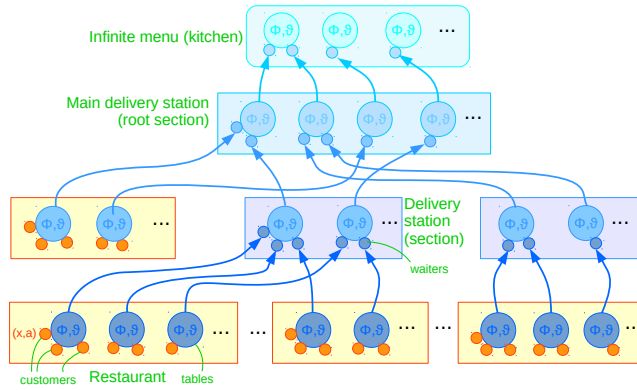 Infinite menu (kitchen)
Φ,ϑ Φ,ϑ Φ,ϑ ...
Main delivery station
(root section)
Φ,ϑ Φ,ϑ Φ,ϑ Φ,ϑ ...
Φ,ϑ Φ,ϑ ...
Φ,ϑ Φ,ϑ ...
Delivery
station
(section)
waiters
Φ,ϑ Φ,ϑ ...
(x,a)
Φ,ϑ Φ,ϑ Φ,ϑ ... ...
Φ,ϑ Φ,ϑ ... ...
Φ,ϑ Φ,ϑ Φ,ϑ
customers
Restaurant
tables